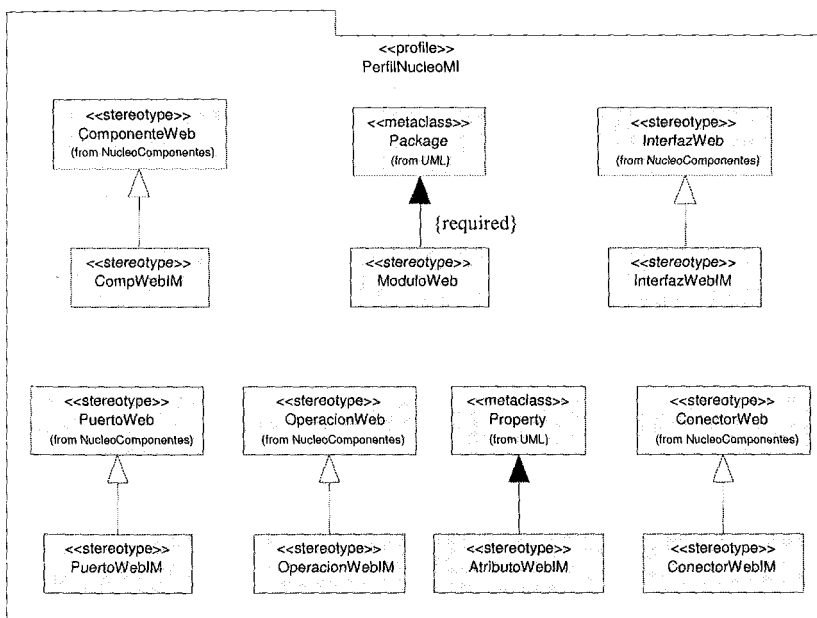 <<profile>>
PerfilNucleoMI
<<stereotype>>
ComponenteWeb
(from NucleoComponentes)
<<metaclass>>
Package
(from UML)
<<stereotype>>
InterfazWeb
(from NucleoComponentes)
{required}
<<stereotype>>
CompWebIM
<<stereotype>>
ModuloWeb
<<stereotype>>
InterfazWebIM
<<stereotype>>
PuertoWeb
(from NucleoComponentes)
<<stereotype>>
OperacionWeb
(from NucleoComponentes)
<<metaclass>>
Property
(from UML)
<<stereotype>>
ConectorWeb
(from NucleoComponentes)
<<stereotype>>
PuertoWebIM
<<stereotype>>
OperacionWebIM
<<stereotype>>
AtributoWebIM
<<stereotype>>
ConectorWebIM